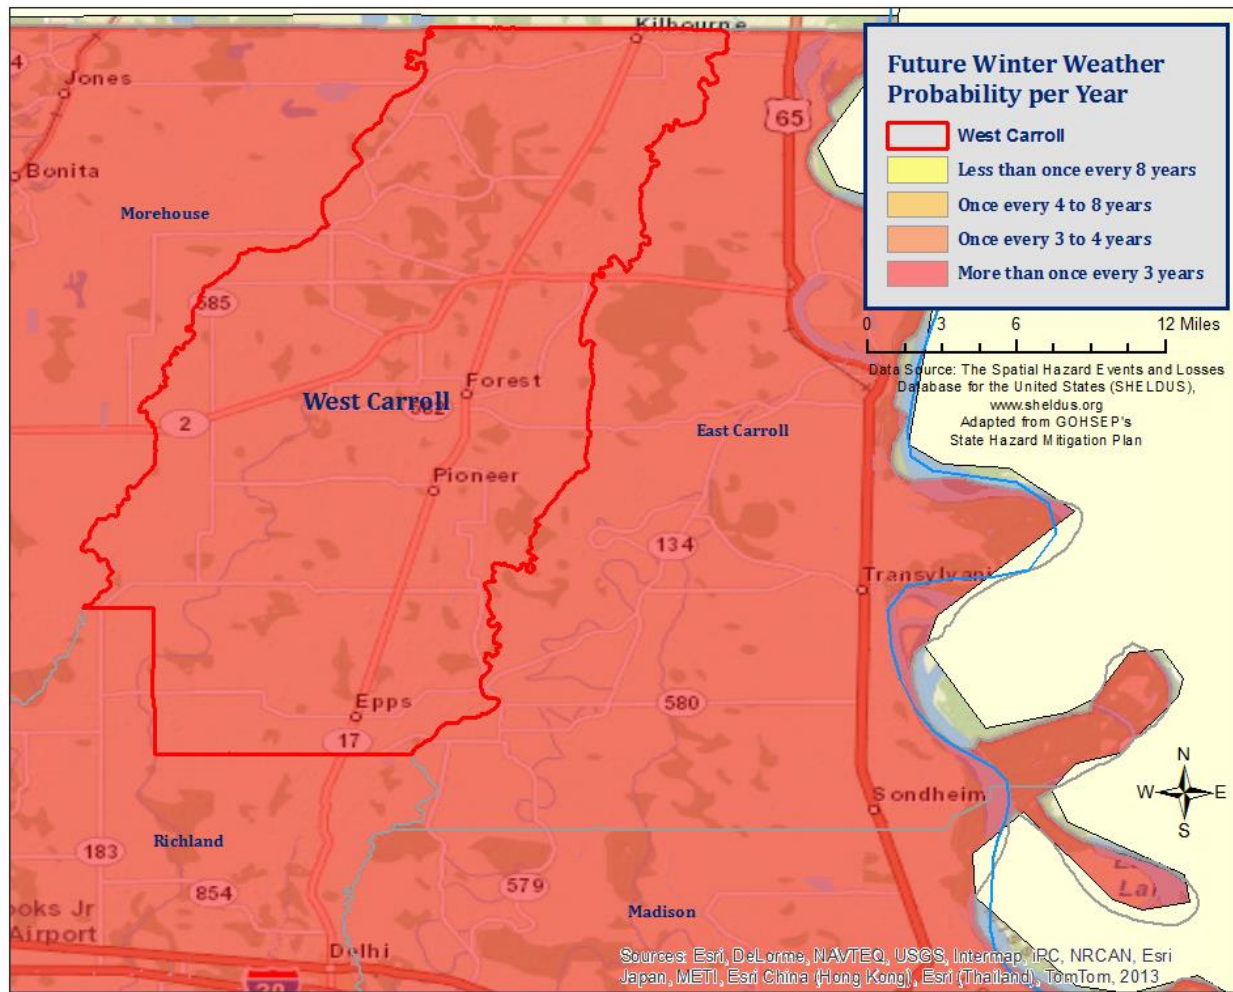 Kilbourne
Jones
65
Bonita
Morehouse
585
Forest
West Carroll
2
East Carroll
Pioneer
134
Transylvani
Epps
580
17
Sondheim
Richland
183
854
579
Madison
ooks Jr
Airport
Delhi
Future Winter Weather
Probability per Year
West Carroll
Less than once every 8 years
Once every 4 to 8 years
Once every 3 to 4 years
More than once every 3 years
0 3 6 12 Miles
Data Source: The Spatial Hazard Events and Losses
Database for the United States (SHELDUS),
www.sheldus.org
Adapted from GOHSEP's
State Hazard Mitigation Plan
N
W E
S
Sources: Esri, DeLorme, NAVTEQ, USGS, Intermap, iPC, NRCAN, Esri
Japan, METI, Esri China (Hong Kong), Esri (Thailand), TomTom, 2013